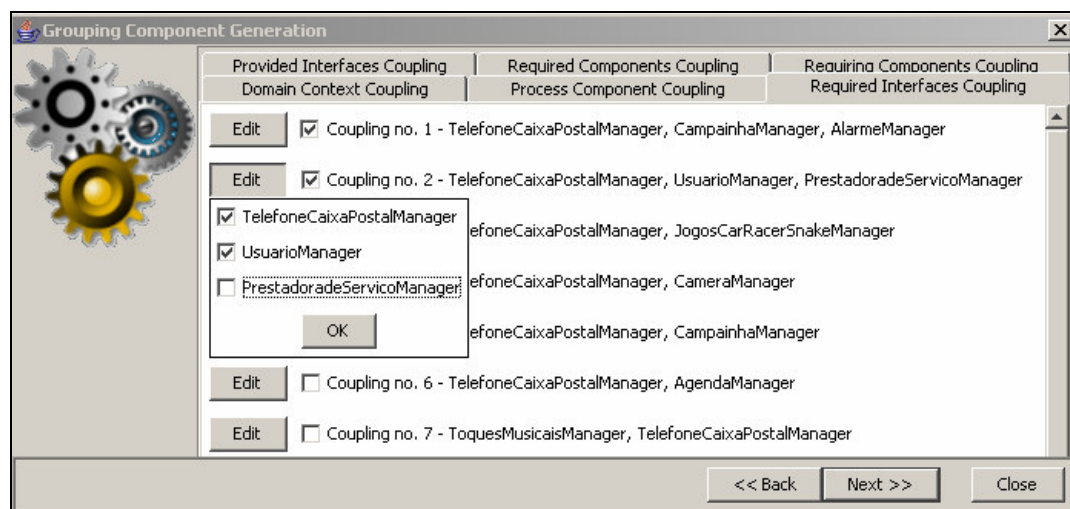 Grouping Component Generation
Provided Interfaces Coupling Required Components Coupling Requiring Components Coupling
Domain Context Coupling Process Component Coupling Required Interfaces Coupling
Edit Coupling no. 1 - TelefoneCaixaPostalManager, CampainhaManager, AlarmeManager
Edit Coupling no. 2 - TelefoneCaixaPostalManager, UsuarioManager, PrestadoradeServicoManager
TelefoneCaixaPostalManager
efoneCaixaPostalManager, JogosCarRacerSnakeManager
UsuarioManager
PrestadoradeServicoManager
efoneCaixaPostalManager, CameraManager
OK
efoneCaixaPostalManager, CampainhaManager
Edit Coupling no. 6 - TelefoneCaixaPostalManager, AgendaManager
Edit Coupling no. 7 - ToquesMusicaisManager, TelefoneCaixaPostalManager
<< Back Next >> Close